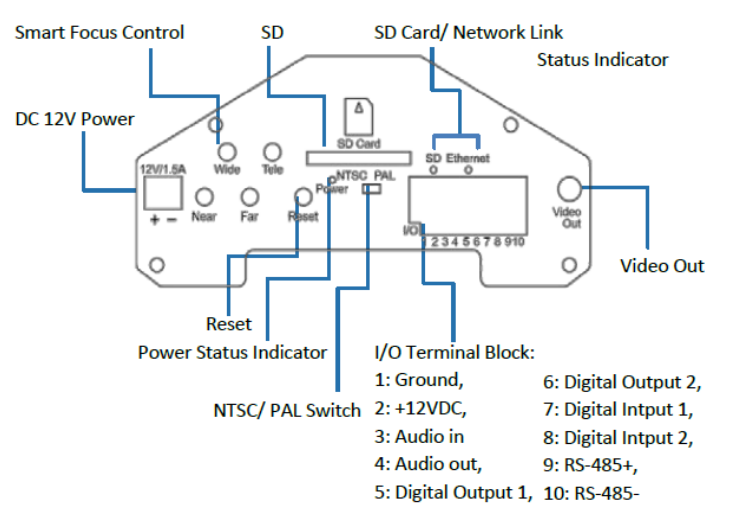 Smart Focus Control
SD
SD Card/ Network Link
Status Indicator
DC 12V Power
SD Card
12V/1.5A
Wide
Tele
SD Ethernet
NTSC PAL
Power
+ −
Near
Far
Reset
I/O
1 2 3 4 5 6 7 8 910
Video
Out
Video Out
Reset
Power Status Indicator
NTSC/ PAL Switch
I/O Terminal Block:
1: Ground,
2: +12VDC,
3: Audio in
4: Audio out,
5: Digital Output 1,
6: Digital Output 2,
7: Digital Intput 1,
8: Digital Intput 2,
9: RS-485+,
10: RS-485-